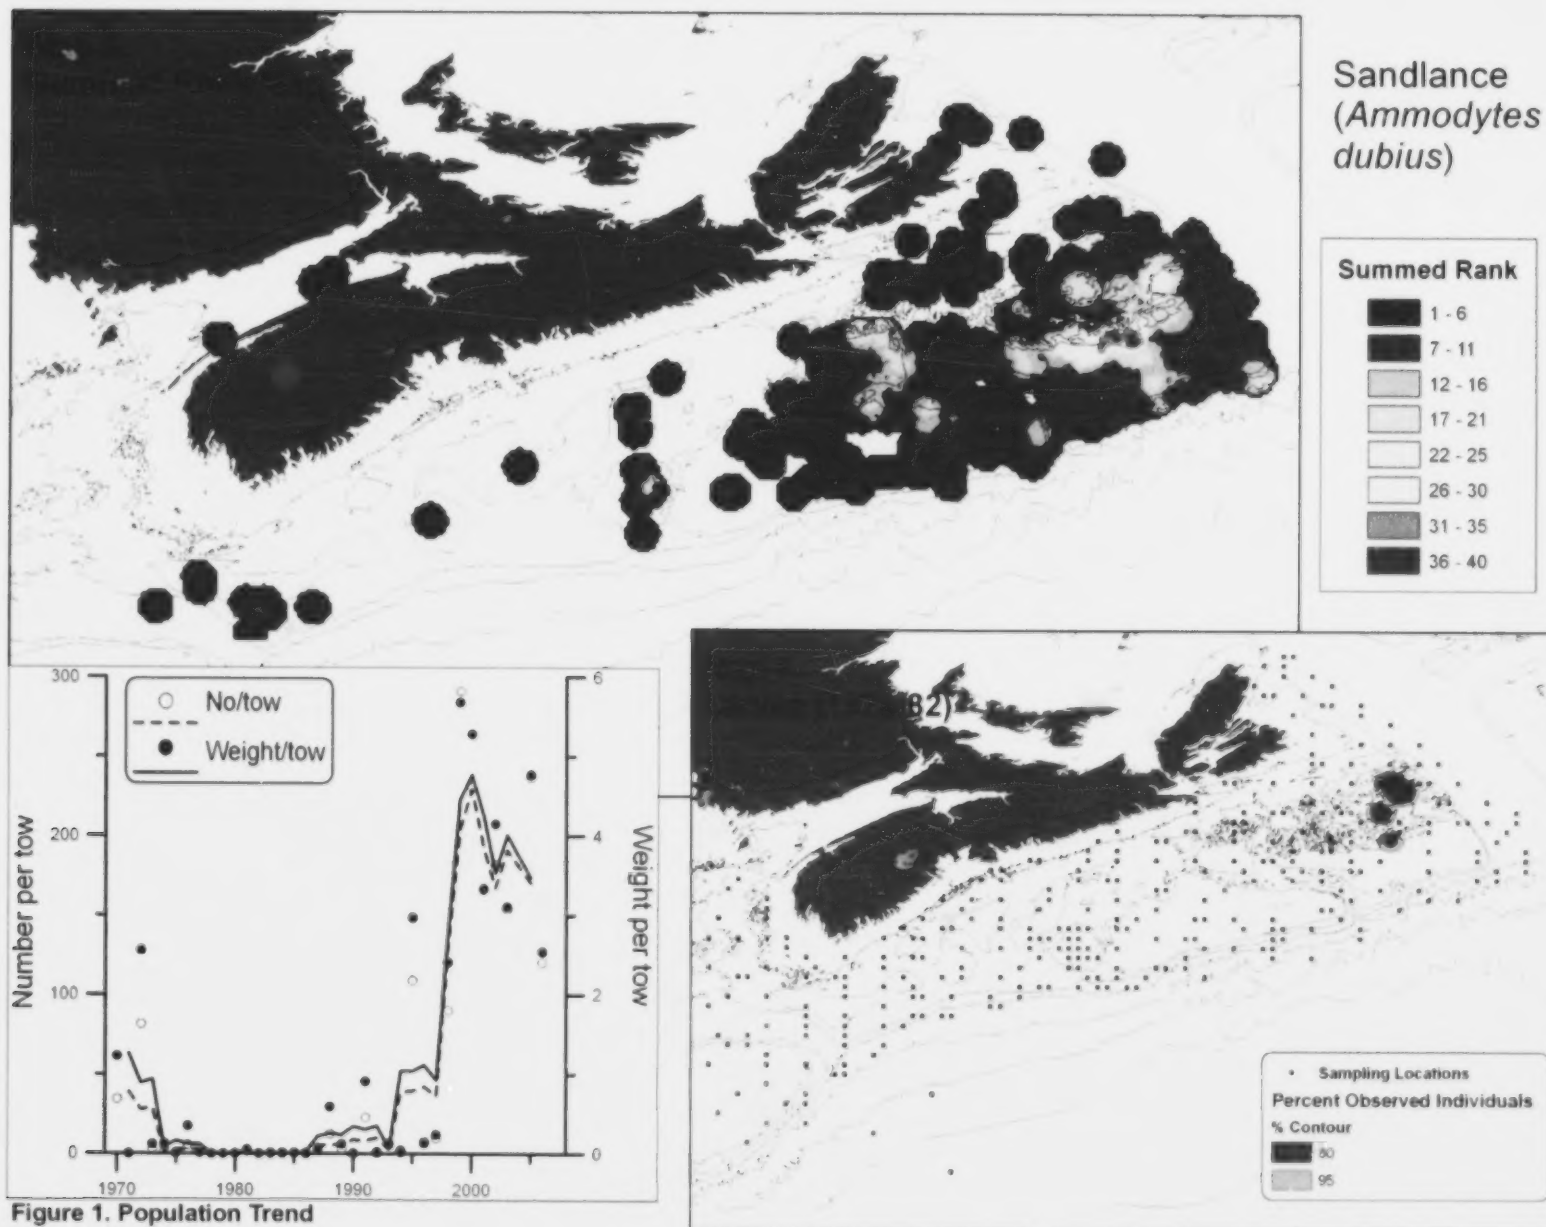 Sandlance
(Ammodytes
dubius)
Summed Rank
1 - 6
7 - 11
12 - 16
17 - 21
22 - 25
26 - 30
31 - 35
36 - 40
300
200
100
0
Number per tow
No/tow
Weight/tow
6
4
2
0
Weight per tow
1970
1980
1990
2000
Figure 1. Population Trend
82)
Sampling Locations
Percent Observed Individuals
% Contour
80
95